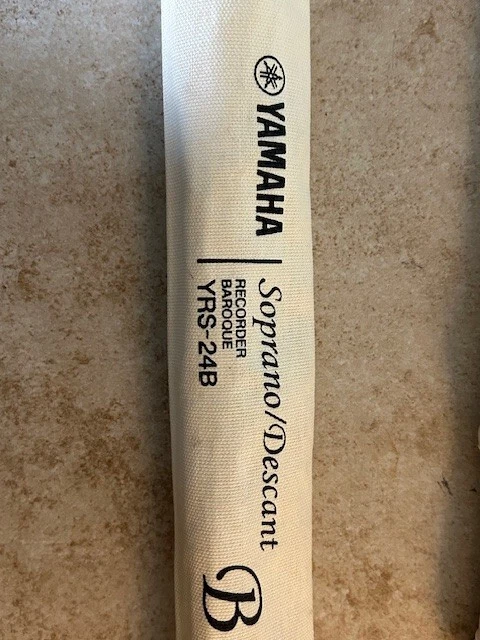 YAMAHA
Soprano/Descant
RECORDER
BAROQUE
YRS-24B
B